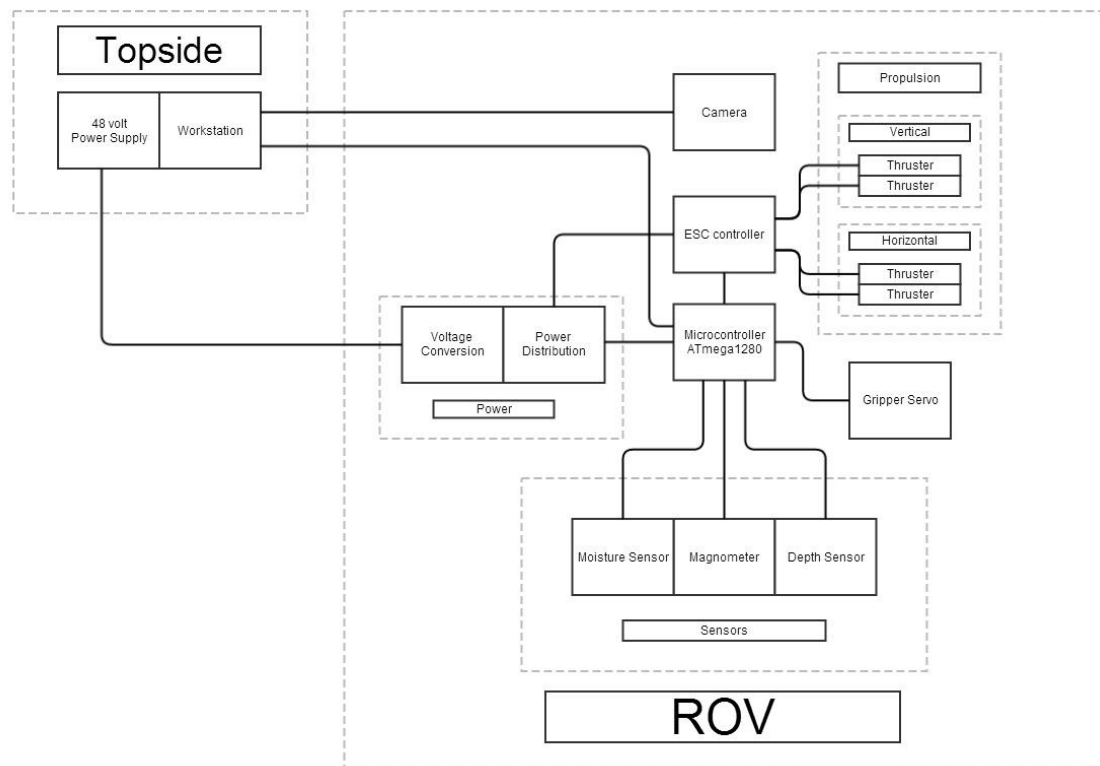 Topside
48 volt
Power Supply
Workstation
Camera
Propulsion
Vertical
Thruster
Thruster
ESC controller
Horizontal
Thruster
Thruster
Voltage
Conversion
Power
Distribution
Power
Microcontroller
ATmega1280
Gripper Servo
Moisture Sensor
Magnometer
Depth Sensor
Sensors
ROV